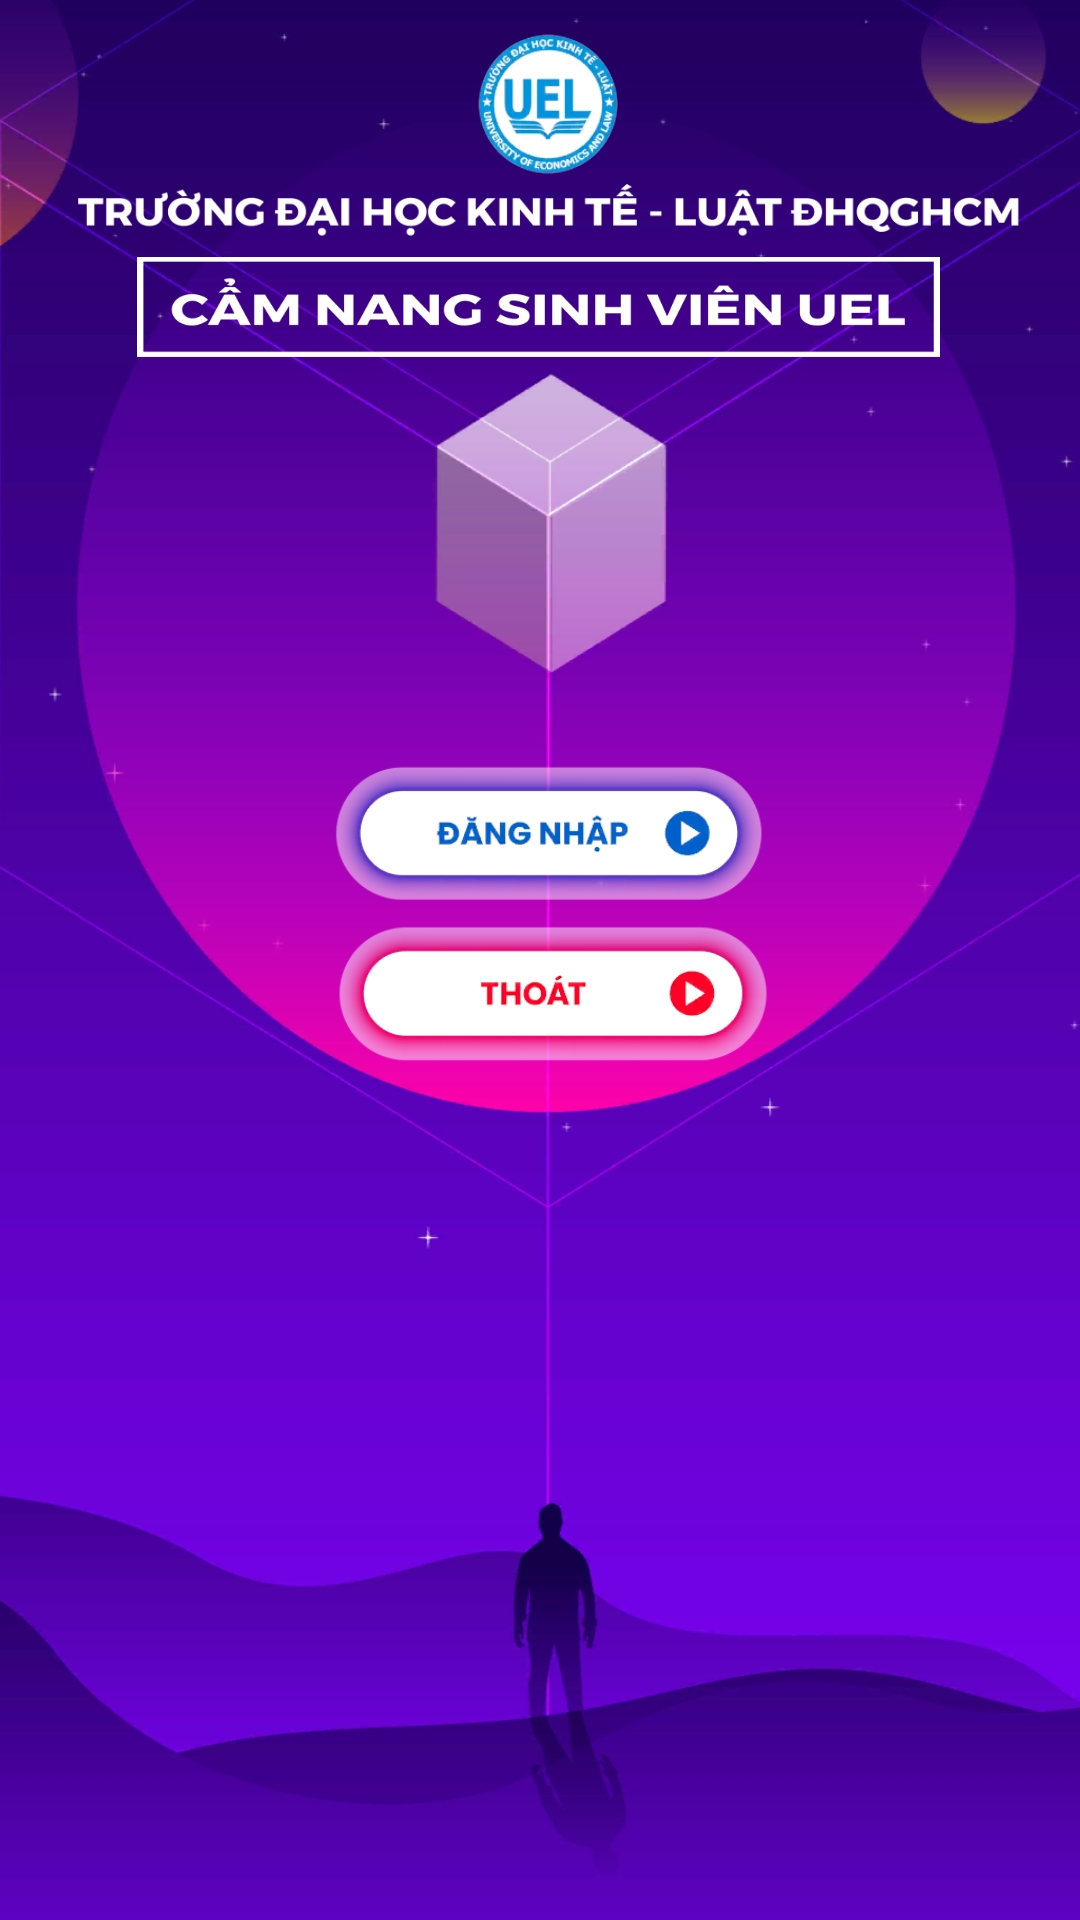 TRƯỜNG ĐẠI HỌC KINH TẾ - LUẬT
UEL
UNIVERSITY OF ECONOMICS AND LAW
TRƯỜNG ĐẠI HỌC KINH TẾ - LUẬT ĐHQGHCM
CẨM NANG SINH VIÊN UEL
ĐĂNG NHẬP
THOÁT